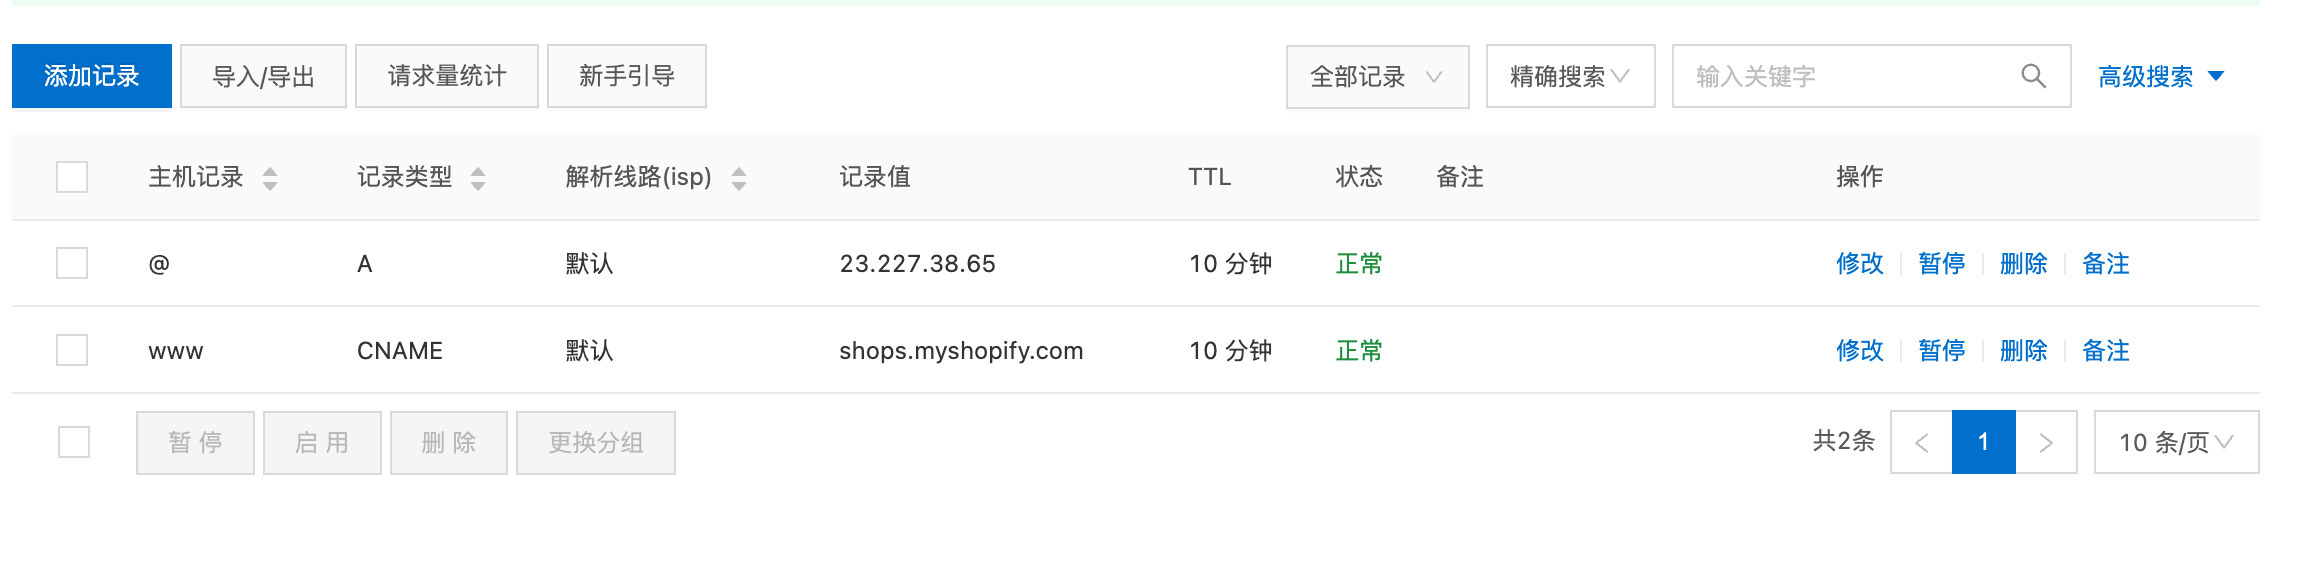 添加记录 导入/导出 请求量统计 新手引导 全部记录 精确搜索 输入关键字 高级搜索
主机记录 记录类型 解析线路(isp) 记录值 TTL 状态 备注 操作
@ A 默认 23.227.38.65 10 分钟 正常 修改 暂停 删除 备注
www CNAME 默认 shops.myshopify.com 10 分钟 正常 修改 暂停 删除 备注
暂 停 启 用 删 除 更换分组 共2条 < 1 > 10 条/页